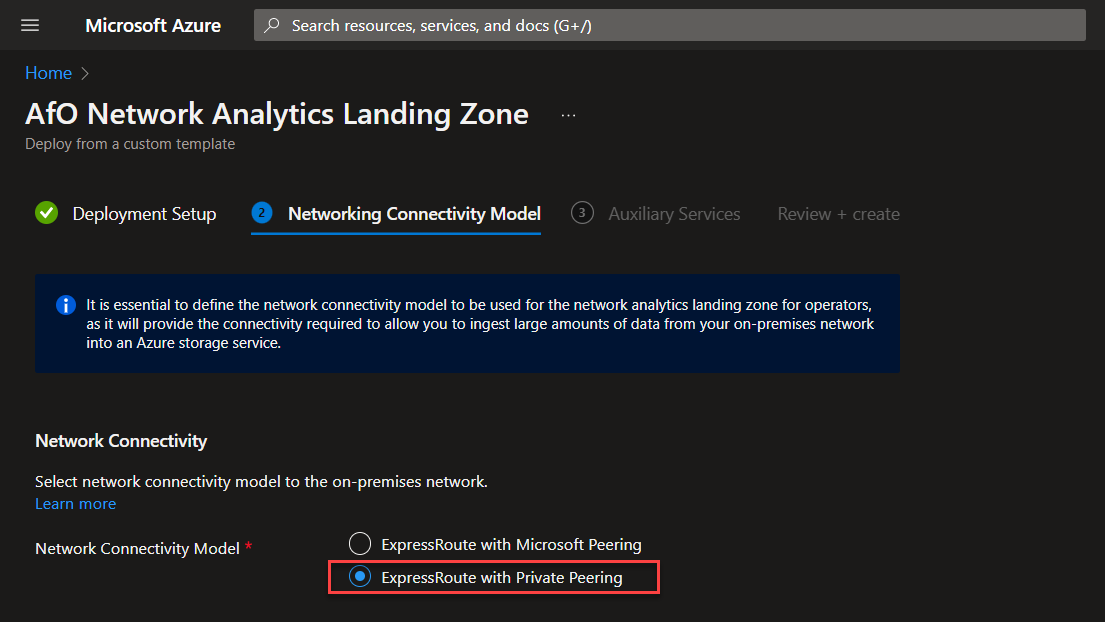 Microsoft Azure
Search resources, services, and docs (G+/)
Home
AfO Network Analytics Landing Zone
...
Deploy from a custom template
Deployment Setup
2
Networking Connectivity Model
3
Auxiliary Services
Review + create
It is essential to define the network connectivity model to be used for the network analytics landing zone for operators,
as it will provide the connectivity required to allow you to ingest large amounts of data from your on-premises network
into an Azure storage service.
Network Connectivity
Select network connectivity model to the on-premises network.
Learn more
Network Connectivity Model *
ExpressRoute with Microsoft Peering
ExpressRoute with Private Peering